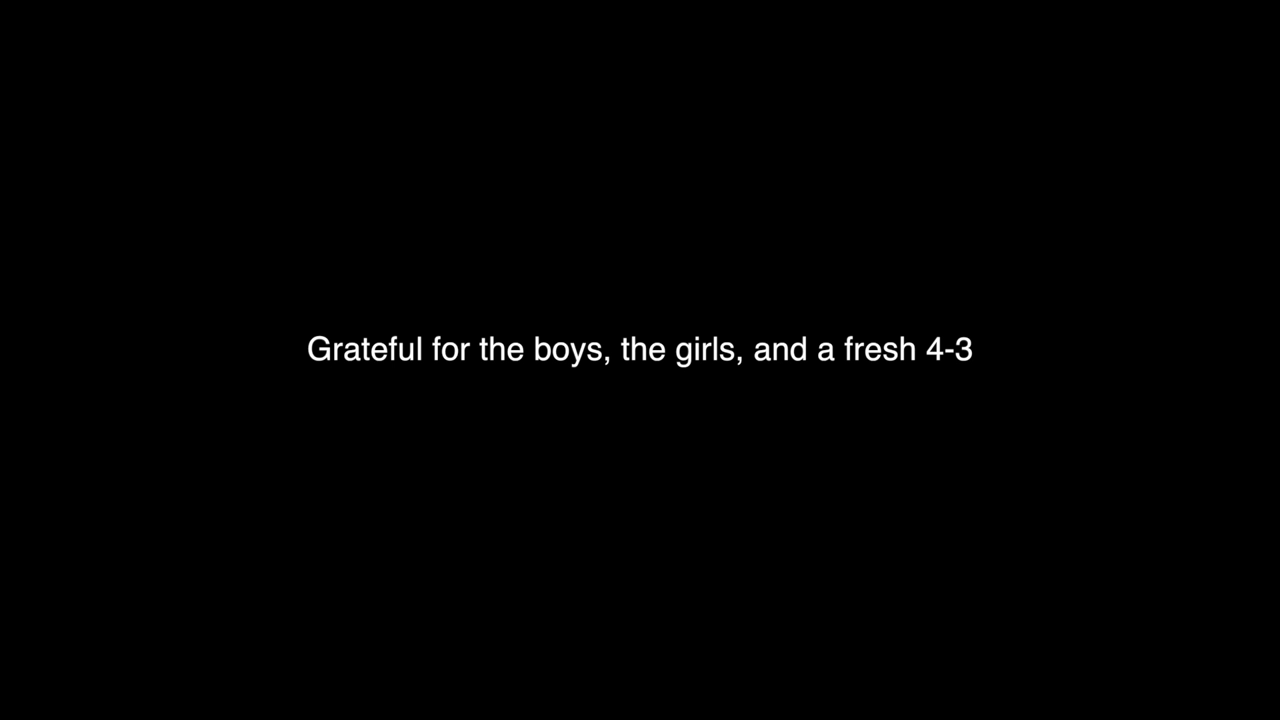 Grateful for the boys, the girls, and a fresh 4-3